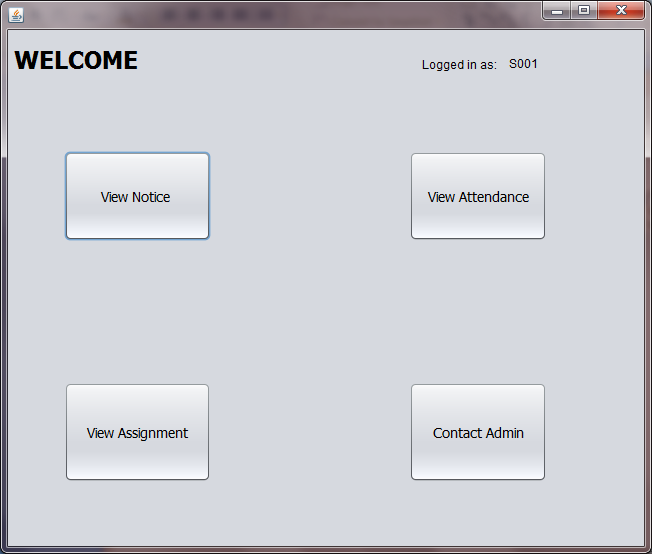 WELCOME
Logged in as: S001
View Notice
View Attendance
View Assignment
Contact Admin